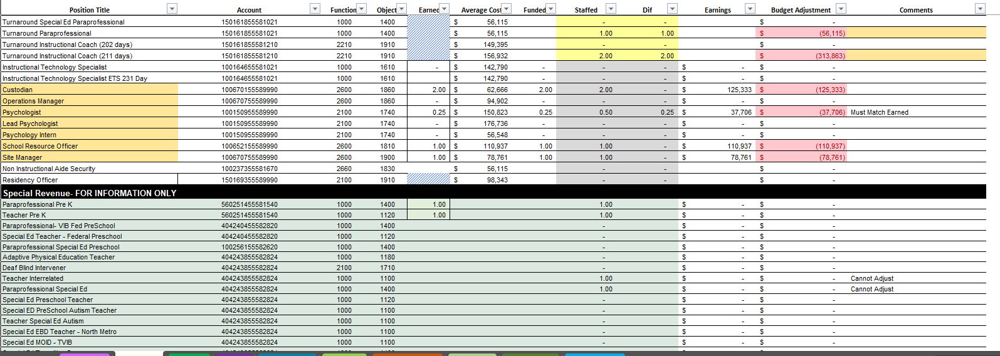 Position Title Account Function Object Earned Average Cost Funded Staffed Dif Earnings Budget Adjustment Comments
Turnaround Special Ed Paraprofessional 150161855581021 1000 1400 $ 56,115 - - $ -
Turnaround Paraprofessional 150161855581021 1000 1400 $ 56,115 1.00 1.00 $ (56,115)
Turnaround Instructional Coach (202 days) 150161855581210 2210 1910 $ 149,395 - - $ -
Turnaround Instructional Coach (211 days) 150161855581210 2210 1910 $ 156,932 2.00 2.00 $ (313,863)
Instructional Technology Specialist 100164655581021 1000 1610 - $ 142,790 - - - $ - $ -
Instructional Technology Specialist ETS 231 Day 100164655581021 1000 1610 $ 142,790 - - - $ - $ -
Custodian 100670155589990 2600 1860 2.00 $ 62,666 2.00 2.00 - $ 125,333 $ (125,333)
Operations Manager 100670755589990 2600 1860 - $ 94,902 - - - $ - $ -
Psychologist 100150955589990 2100 1740 0.25 $ 150,823 0.25 0.50 0.25 $ 37,706 $ (37,706) Must Match Earned
Lead Psychologist 100150955589990 2100 1740 - $ 176,736 - - - $ - $ -
Psychology Intern 100150955589990 2100 1740 - $ 56,548 - - - $ - $ -
School Resource Officer 100652155589990 2600 1810 1.00 $ 110,937 1.00 1.00 - $ 110,937 $ (110,937)
Site Manager 100670755589990 2600 1900 1.00 $ 78,761 1.00 1.00 - $ 78,761 $ (78,761)
Non Instructional Aide Security 100237355581670 2660 1830 $ 56,115 - - $ -
Residency Officer 150169355589990 2100 1910 $ 98,343 - - $ -
Special Revenue- FOR INFORMATION ONLY
Paraprofessional Pre K 560251455581540 1000 1400 1.00 1.00 $ - $ -
Teacher Pre K 560251455581540 1000 1120 1.00 1.00 $ - $ -
Paraprofessional- VIB Fed PreSchool 404240455582820 1000 1400 - $ - $ -
Special Ed Teacher - Federal Preschool 404240455582820 1000 1120 - $ - $ -
Paraprofessional Special Ed Preschool 100256155582620 1000 1400 - $ - $ -
Adaptive Physical Education Teacher 404243855582824 1000 1180 - $ - $ -
Deaf Blind Intervener 404243855582824 2100 1710 - $ - $ -
Teacher Interrelated 404243855582824 1000 1100 1.00 $ - $ - Cannot Adjust
Paraprofessional Special Ed 404243855582824 1000 1400 1.00 $ - $ - Cannot Adjust
Special Ed Preschool Teacher 404243855582824 1000 1120 - $ - $ -
Special ED PreSchool Autism Teacher 404243855582824 1000 1100 - $ - $ -
Teacher Special Ed Autism 404243855582824 1000 1100 - $ - $ -
Special Ed EBD Teacher - North Metro 404243855582824 1000 1100 - $ - $ -
Special Ed MOID - TVIB 404243855582824 1000 1100 - $ - $ -